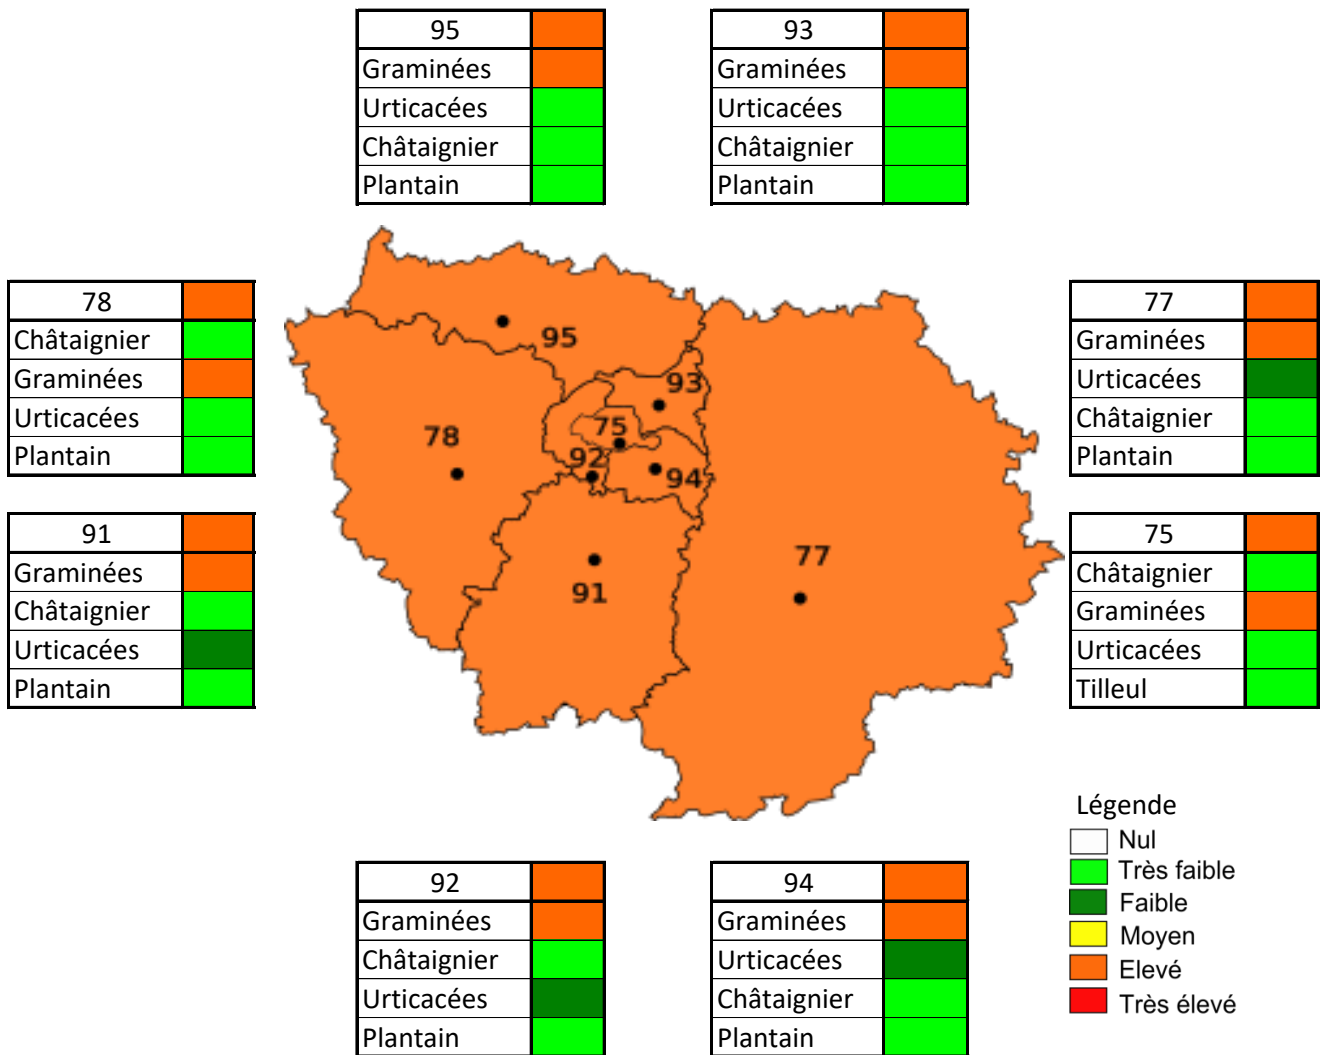 95
Graminées
Urticacées
Châtaignier
Plantain
93
Graminées
Urticacées
Châtaignier
Plantain
78
Châtaignier
Graminées
Urticacées
Plantain
77
Graminées
Urticacées
Châtaignier
Plantain
91
Graminées
Châtaignier
Urticacées
Plantain
75
Châtaignier
Graminées
Urticacées
Tilleul
95
93
75
78
92
94
77
91
92
Graminées
Châtaignier
Urticacées
Plantain
94
Graminées
Urticacées
Châtaignier
Plantain
Légende
Nul
Très faible
Faible
Moyen
Elevé
Très élevé